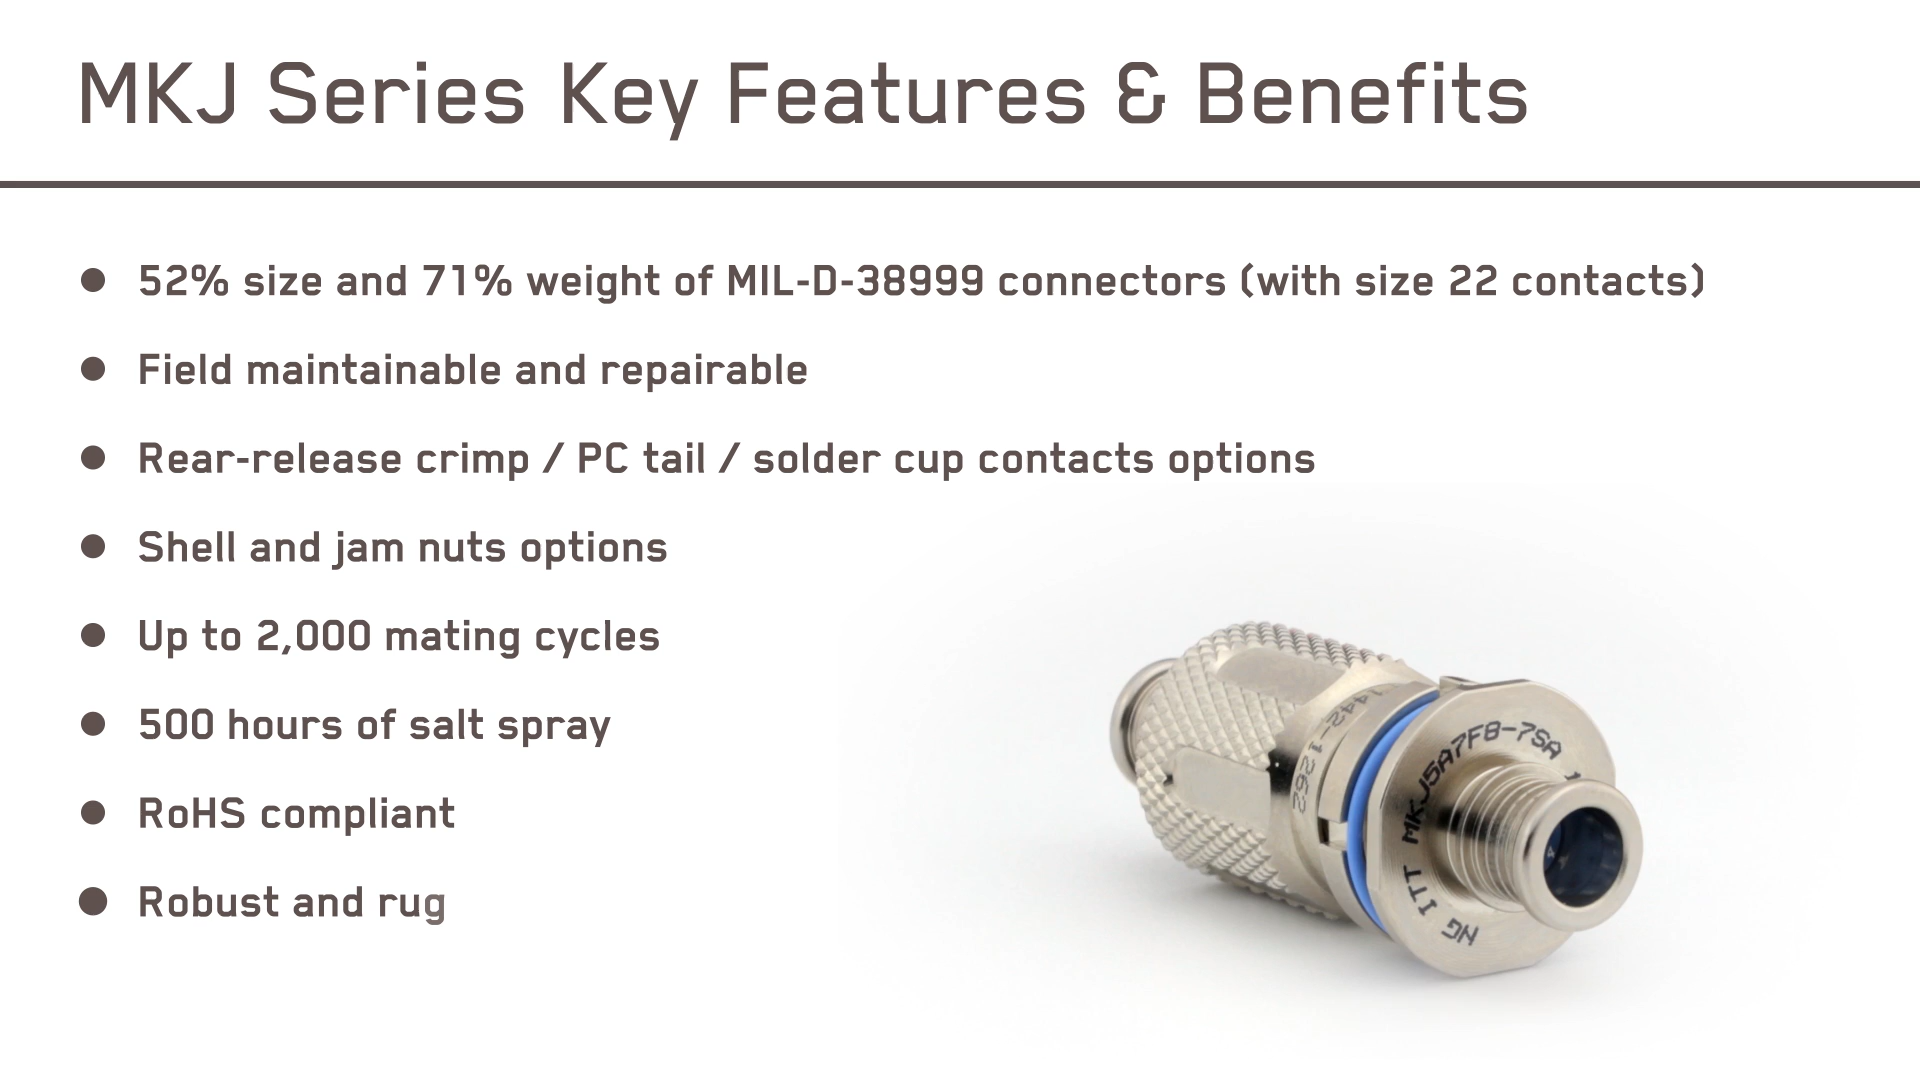 MKJ Series Key Features & Benefits
● 52% size and 71% weight of MIL-D-38999 connectors (with size 22 contacts)
● Field maintainable and repairable
● Rear-release crimp / PC tail / solder cup contacts options
● Shell and jam nuts options
● Up to 2,000 mating cycles
● 500 hours of salt spray
● RoHS compliant
● Robust and rug
1442-1262
NG ITT MKJ5A7F8-7SA